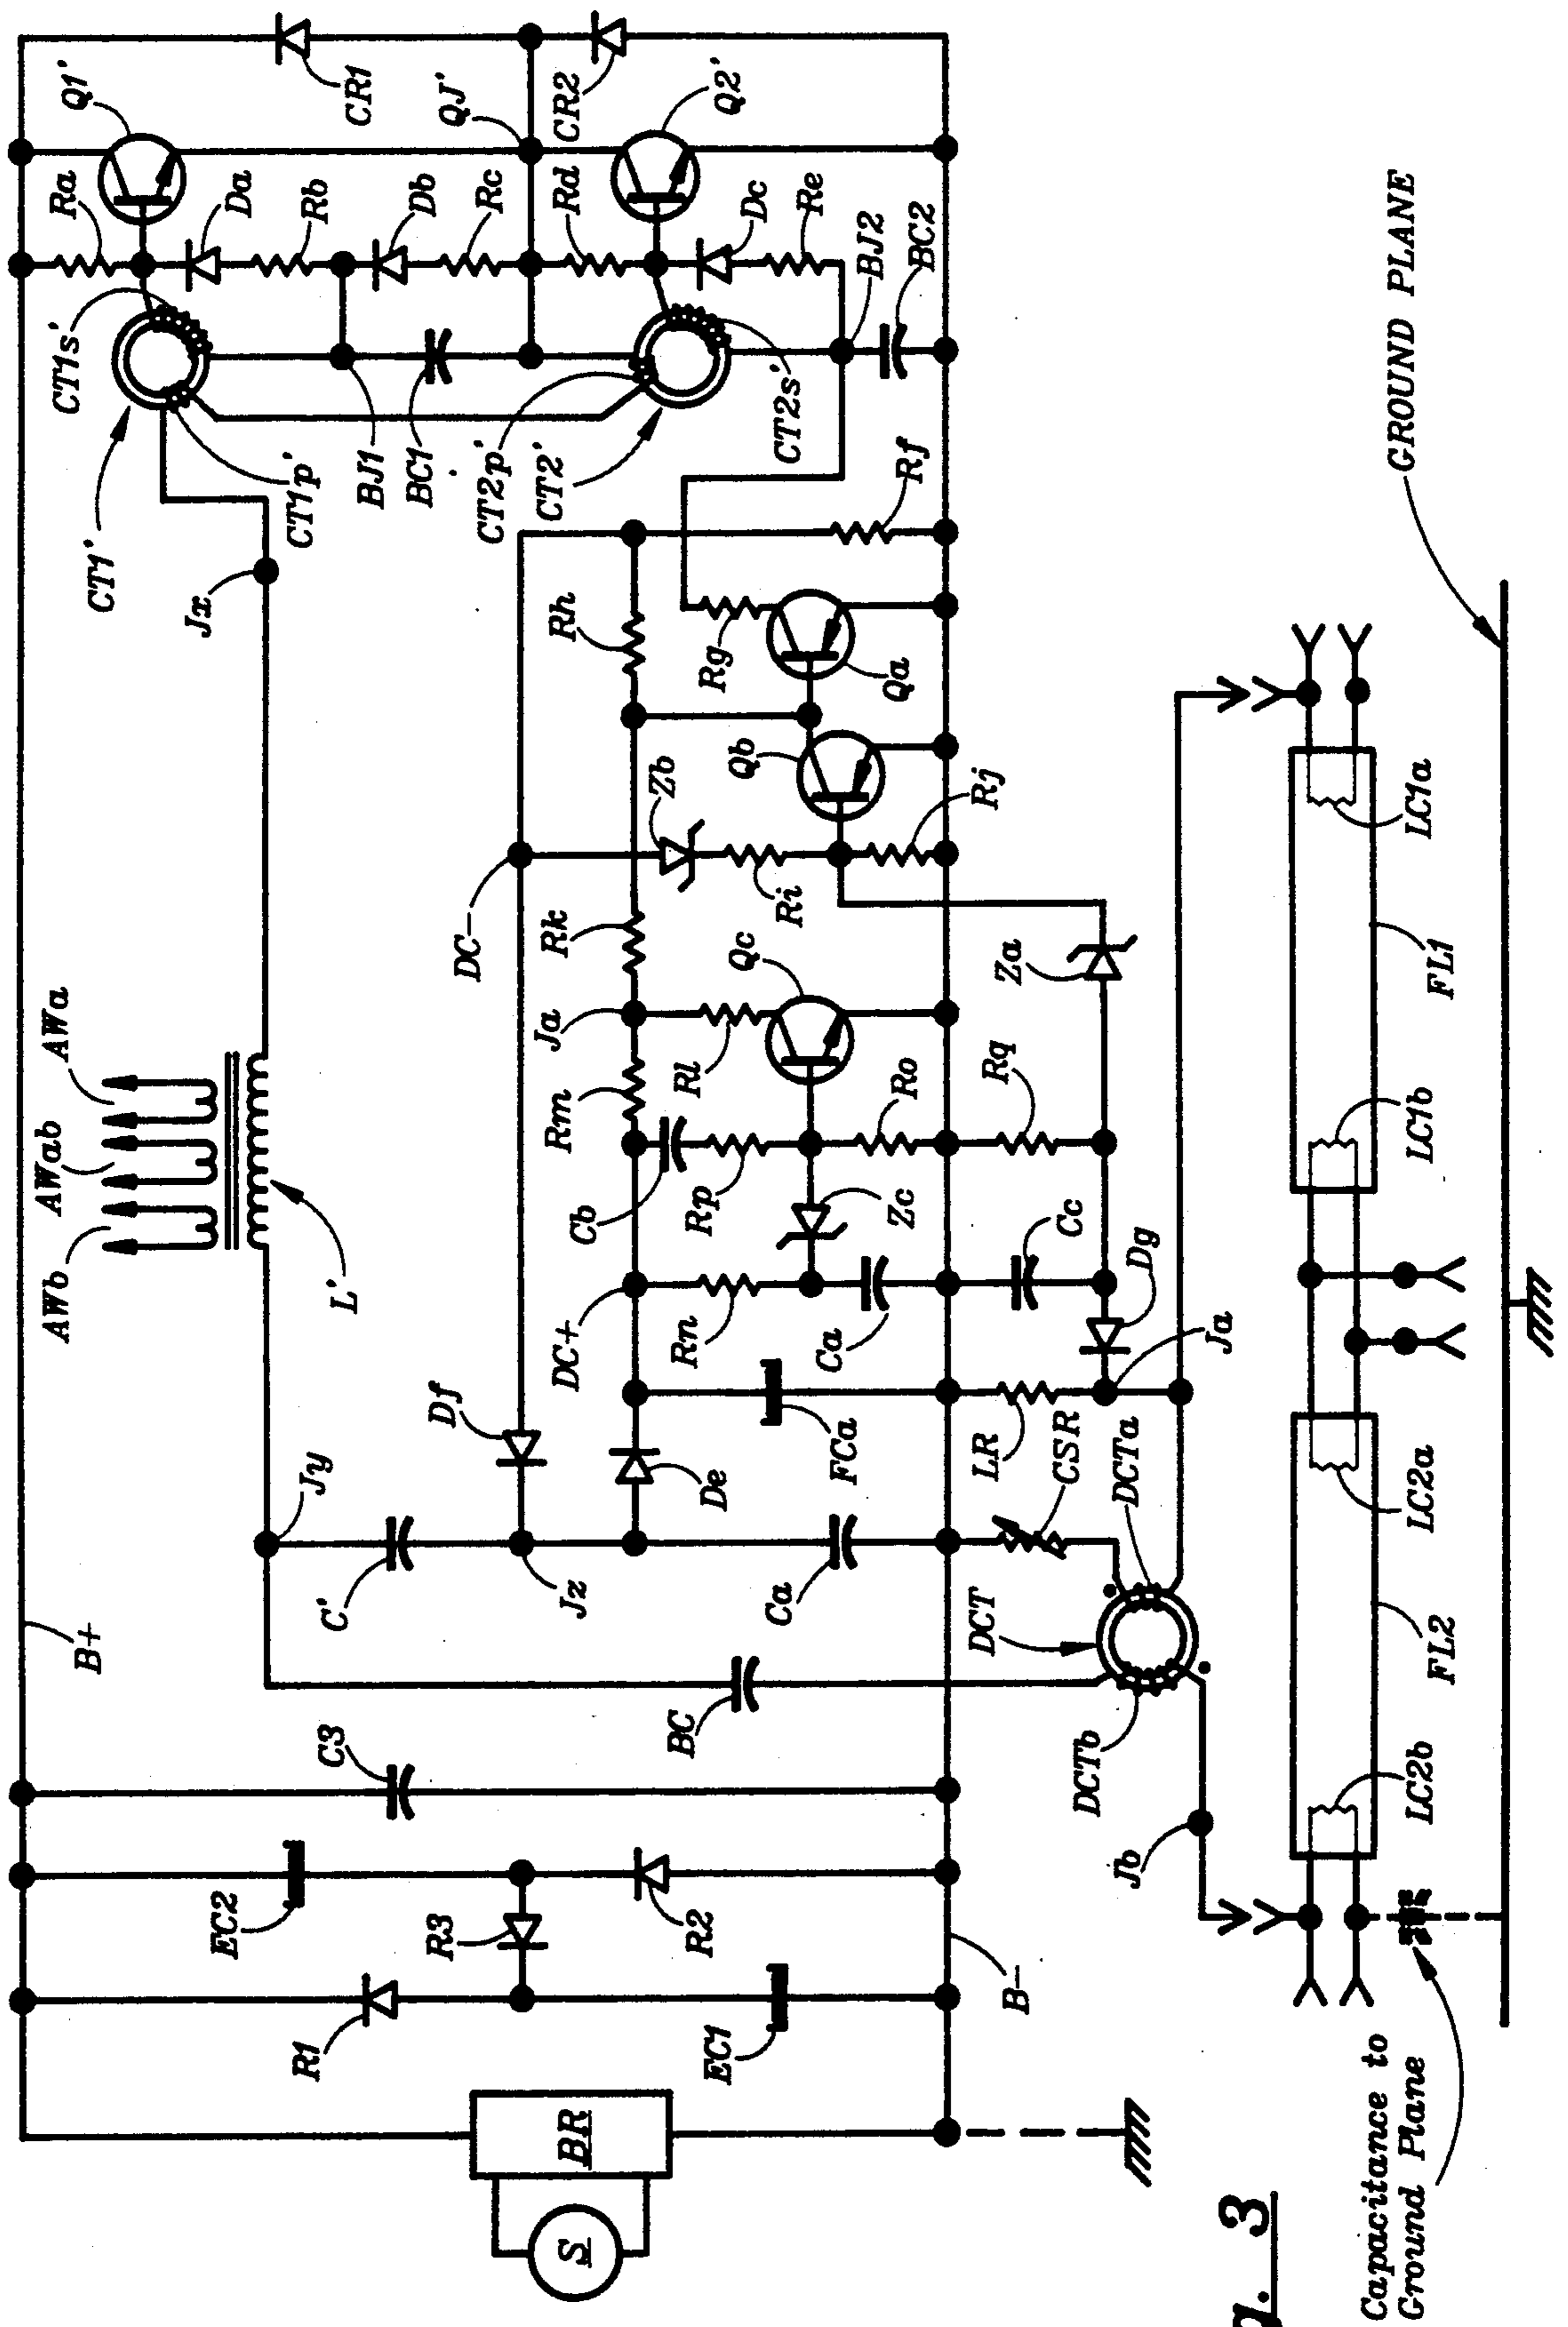 Q1'
CR1
QJ'
CR2
Q2'
Ra
Da
Rb
Db
Rc
Rd
Dc
Re
BJ2
BC2
GROUND PLANE
CT1s'
CT1'
CT1p'
BJ1
BC1
CT2p'
CT2'
CT2s'
Rf
Jx
Rh
Rg
Qa
Qb
Zb
Rj
Ri
DC-
Rk
Qc
Za
LC1a
FL1
AWa
AWab
AWb
L'
Ja
Rm
Rl
Ro
Rq
LC1b
Cb
Rp
Zc
Cc
Dg
DC+
Rn
Ca
Ja
Df
De
FCa
LR
CSR
DCTa
LC2a
Jy
C'
Jz
Ca
DCT
FL2
B+
BC
DCTb
LC2b
C3
Jb
EC2
R3
R2
B-
R1
EC1
Capacitance to
Ground Plane
BR
S
g. 3